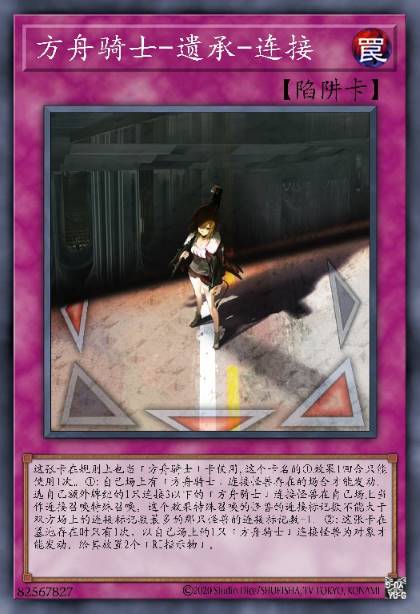 方舟骑士-遗承-连接
罠
【陷阱卡】
这张卡在规则上也当「方舟骑士」卡使用,这个卡名的①效果1回合只能
使用1次。①:自己场上有「方舟骑士」连接怪兽存在的场合才能发动。
选自己额外牌组的1只连接3以下的「方舟骑士」连接怪兽在自己场上当
作连接召唤特殊召唤。这个效果特殊召唤的怪兽的连接标记数不能大于
双方场上的连接标记数最多的那只怪兽的连接标记数-1。②:这张卡在
墓地存在时只有1次,以自己场上的1只「方舟骑士」连接怪兽为对象才
能发动。给其放置2个「
指示物」。
82567827
©2020 Studio Dice/SHUEISHA, TV TOKYO, KONAMI